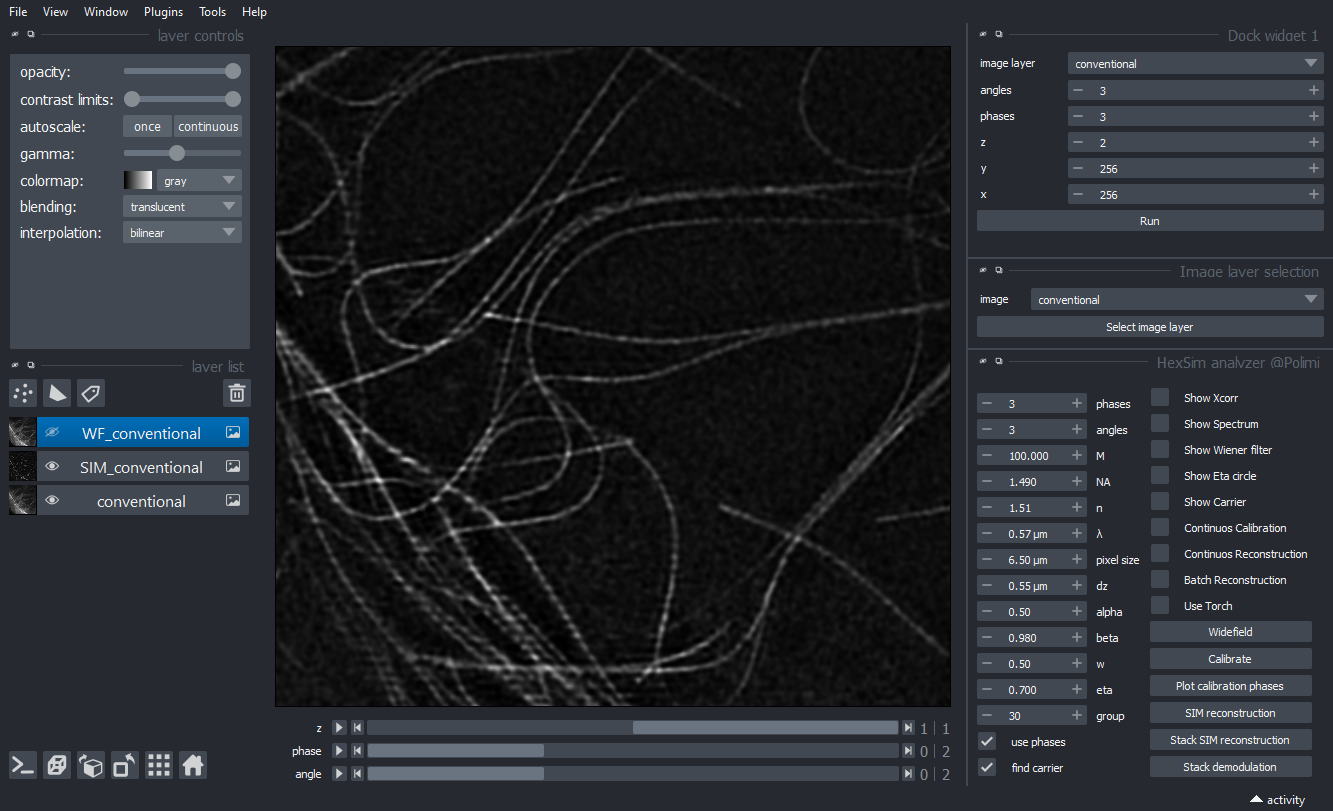 File View Window Plugins Tools Help
layer controls
opacity:
contrast limits:
autoscale: once continuous
gamma:
colormap: gray
blending: translucent
interpolation: bilinear
layer list
WF_conventional
SIM_conventional
conventional
z 1 | 1
phase 0 | 2
angle 0 | 2
Dock widget 1
image layer conventional
angles 3
phases 3
z 2
y 256
x 256
Run
Image layer selection
image conventional
Select image layer
HexSim analyzer @Polimi
3 phases
3 angles
100.000 M
1.490 NA
1.51 n
0.57 µm λ
6.50 µm pixel size
0.55 µm dz
0.50 alpha
0.980 beta
0.50 w
0.700 eta
30 group
use phases
find carrier
Show Xcorr
Show Spectrum
Show Wiener filter
Show Eta circle
Show Carrier
Continuos Calibration
Continuos Reconstruction
Batch Reconstruction
Use Torch
Widefield
Calibrate
Plot calibration phases
SIM reconstruction
Stack SIM reconstruction
Stack demodulation
activity